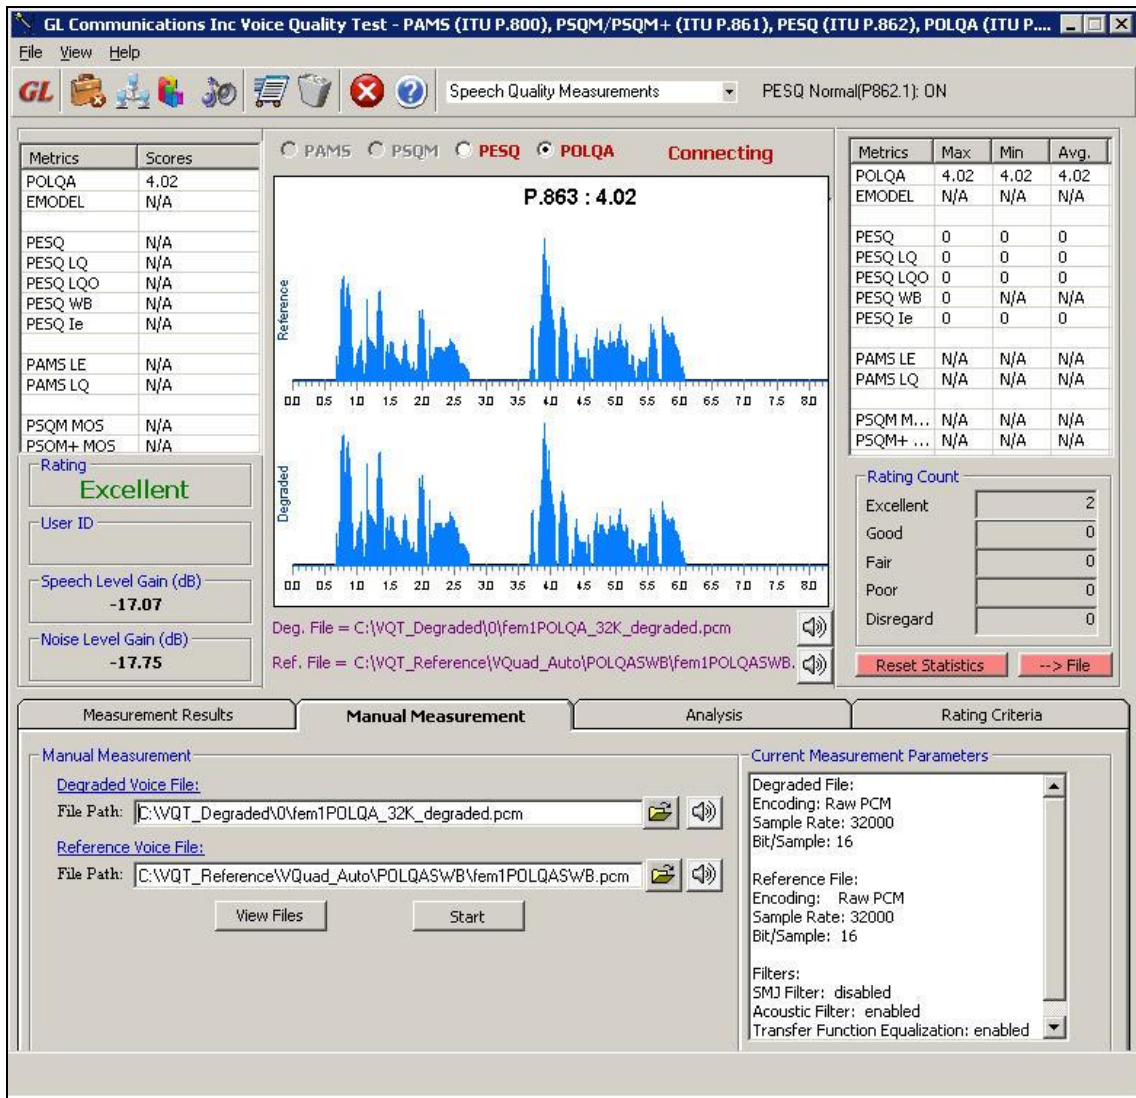 GL Communications Inc Voice Quality Test - PAMS (ITU P.800), PSQM/PSQM+ (ITU P.861), PESQ (ITU P.862), POLQA (ITU P....
File View Help
GL Speech Quality Measurements PESQ Normal(P862.1): ON
Metrics Scores
POLQA 4.02
EMODEL N/A
PESQ N/A
PESQ LQ N/A
PESQ LQO N/A
PESQ WB N/A
PESQ Ie N/A
PAMS LE N/A
PAMS LQ N/A
PSQM MOS N/A
PSQM+ MOS N/A
Rating
Excellent
User ID
Speech Level Gain (dB)
-17.07
Noise Level Gain (dB)
-17.75
PAMS PSQM PESQ POLQA Connecting
P.863 : 4.02
Reference
0.0 0.5 1.0 1.5 2.0 2.5 3.0 3.5 4.0 4.5 5.0 5.5 6.0 6.5 7.0 7.5 8.0
Degraded
0.0 0.5 1.0 1.5 2.0 2.5 3.0 3.5 4.0 4.5 5.0 5.5 6.0 6.5 7.0 7.5 8.0
Deg. File = C:\VQT_Degraded\0\fem1POLQA_32K_degraded.pcm
Ref. File = C:\VQT_Reference\VQuad_Auto\POLQASWB\fem1POLQASWB.
Metrics Max Min Avg.
POLQA 4.02 4.02 4.02
EMODEL N/A N/A N/A
PESQ 0 0 0
PESQ LQ 0 0 0
PESQ LQO 0 0 0
PESQ WB 0 N/A N/A
PESQ Ie 0 0 0
PAMS LE N/A N/A N/A
PAMS LQ N/A N/A N/A
PSQM M... N/A N/A N/A
PSQM+ ... N/A N/A N/A
Rating Count
Excellent 2
Good 0
Fair 0
Poor 0
Disregard 0
Reset Statistics --> File
Measurement Results Manual Measurement Analysis Rating Criteria
Manual Measurement
Degraded Voice File:
File Path: C:\VQT_Degraded\0\fem1POLQA_32K_degraded.pcm
Reference Voice File:
File Path: C:\VQT_Reference\VQuad_Auto\POLQASWB\fem1POLQASWB.pcm
View Files Start
Current Measurement Parameters
Degraded File:
Encoding: Raw PCM
Sample Rate: 32000
Bit/Sample: 16
Reference File:
Encoding: Raw PCM
Sample Rate: 32000
Bit/Sample: 16
Filters:
SMJ Filter: disabled
Acoustic Filter: enabled
Transfer Function Equalization: enabled